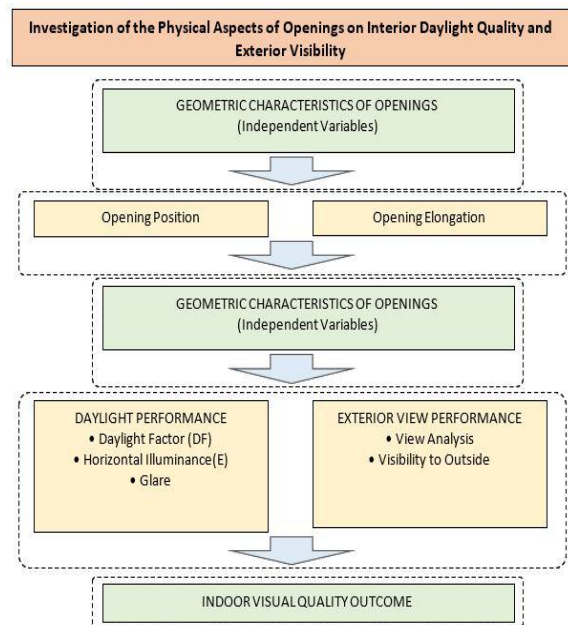 Investigation of the Physical Aspects of Openings on Interior Daylight Quality and
Exterior Visibility
GEOMETRIC CHARACTERISTICS OF OPENINGS
(Independent Variables)
Opening Position
Opening Elongation
GEOMETRIC CHARACTERISTICS OF OPENINGS
(Independent Variables)
DAYLIGHT PERFORMANCE
• Daylight Factor (DF)
• Horizontal Illuminance(E)
• Glare
EXTERIOR VIEW PERFORMANCE
• View Analysis
• Visibility to Outside
INDOOR VISUAL QUALITY OUTCOME